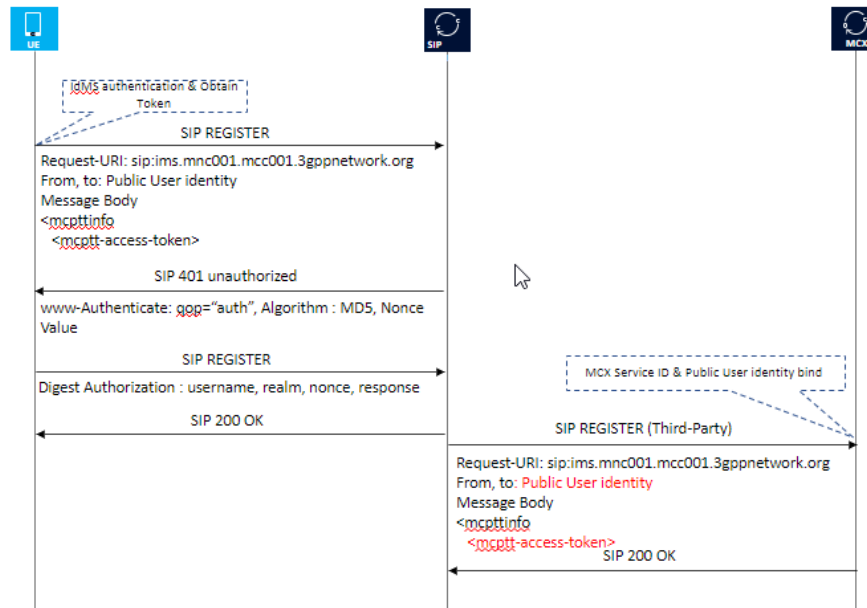 UE
SIP
MCX
IdMS authentication & Obtain
Token
SIP REGISTER
Request-URI: sip:ims.mnc001.mcc001.3gppnetwork.org
From, to: Public User identity
Message Body
<mcpttinfo
<mcptt-access-token>
SIP 401 unauthorized
www-Authenticate: qop=“auth”, Algorithm : MD5, Nonce
Value
SIP REGISTER
Digest Authorization : username, realm, nonce, response
SIP 200 OK
MCX Service ID & Public User identity bind
SIP REGISTER (Third-Party)
Request-URI: sip:ims.mnc001.mcc001.3gppnetwork.org
From, to: Public User identity
Message Body
<mcpttinfo
<mcptt-access-token>
SIP 200 OK